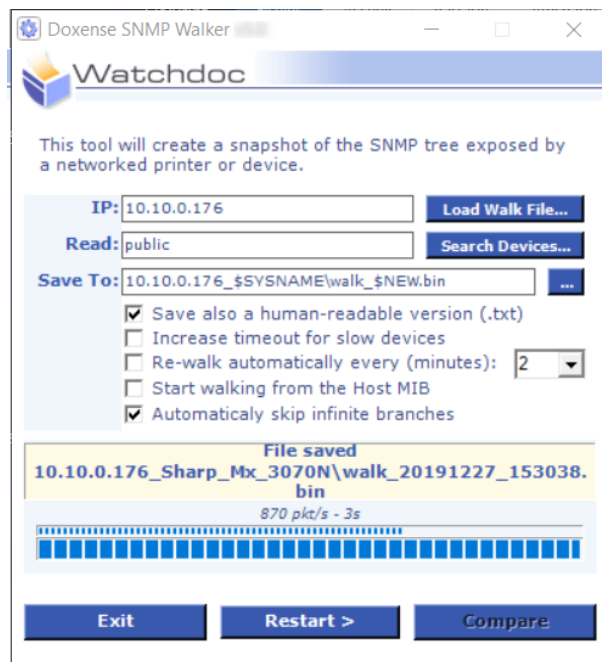 Doxense SNMP Walker
Watchdoc
This tool will create a snapshot of the SNMP tree exposed by
a networked printer or device.
IP: 10.10.0.176 Load Walk File...
Read: public Search Devices...
Save To: 10.10.0.176_$SYSNAME\walk_$NEW.bin ...
Save also a human-readable version (.txt)
Increase timeout for slow devices
Re-walk automatically every (minutes): 2
Start walking from the Host MIB
Automaticaly skip infinite branches
File saved
10.10.0.176_Sharp_Mx_3070N\walk_20191227_153038.
bin
870 pkt/s - 3s
Exit Restart > Compare